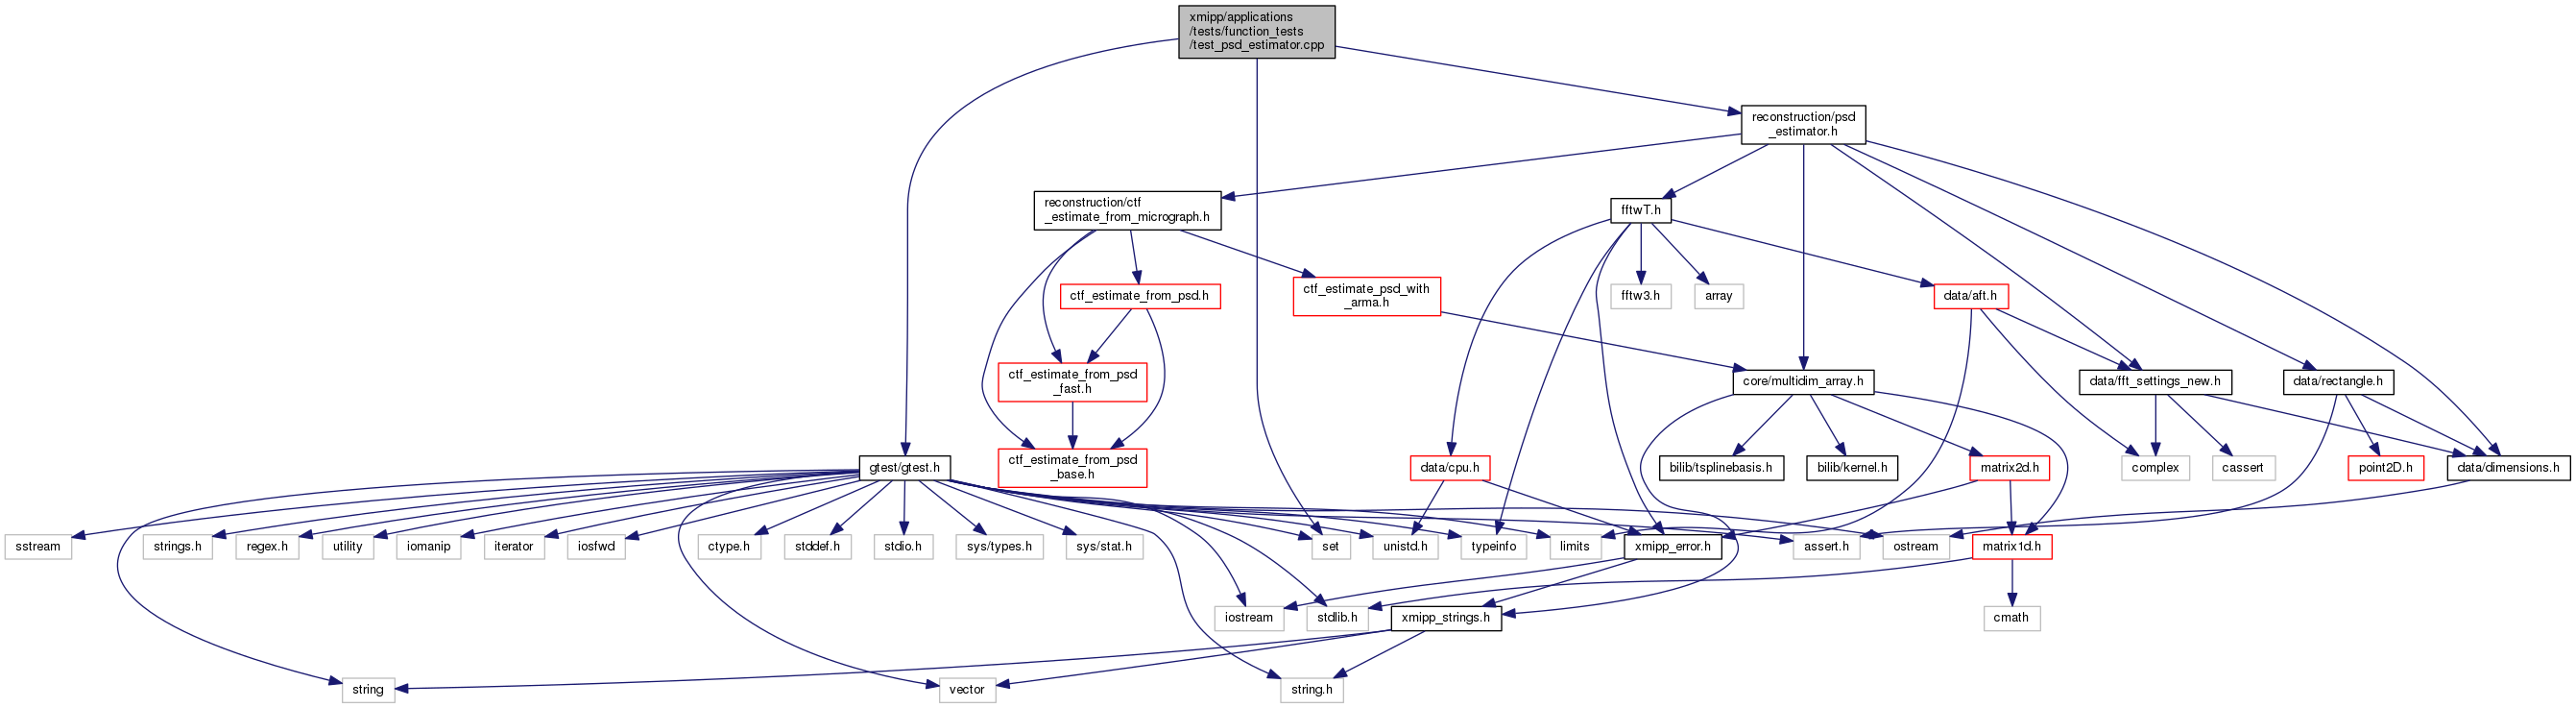 xmipp/applications
/tests/function_tests
/test_psd_estimator.cpp
reconstruction/psd
_estimator.h
reconstruction/ctf
_estimate_from_micrograph.h
fftwT.h
ctf_estimate_from_psd.h
ctf_estimate_psd_with
_arma.h
fftw3.h
array
data/aft.h
ctf_estimate_from_psd
_fast.h
core/multidim_array.h
data/fft_settings_new.h
data/rectangle.h
gtest/gtest.h
ctf_estimate_from_psd
_base.h
data/cpu.h
bilib/tsplinebasis.h
bilib/kernel.h
matrix2d.h
complex
cassert
point2D.h
data/dimensions.h
sstream
strings.h
regex.h
utility
iomanip
iterator
iosfwd
ctype.h
stddef.h
stdio.h
sys/types.h
sys/stat.h
set
unistd.h
typeinfo
limits
xmipp_error.h
assert.h
ostream
matrix1d.h
iostream
stdlib.h
xmipp_strings.h
cmath
string
vector
string.h